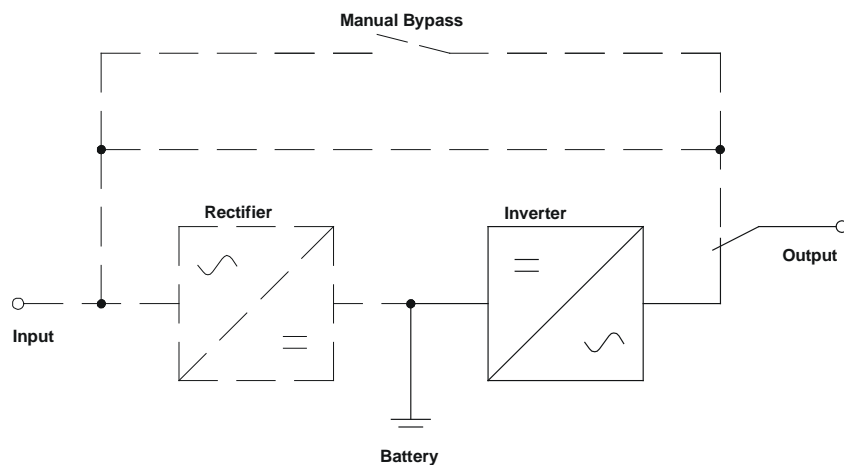 Manual Bypass
Rectifier
Inverter
Output
Input
Battery